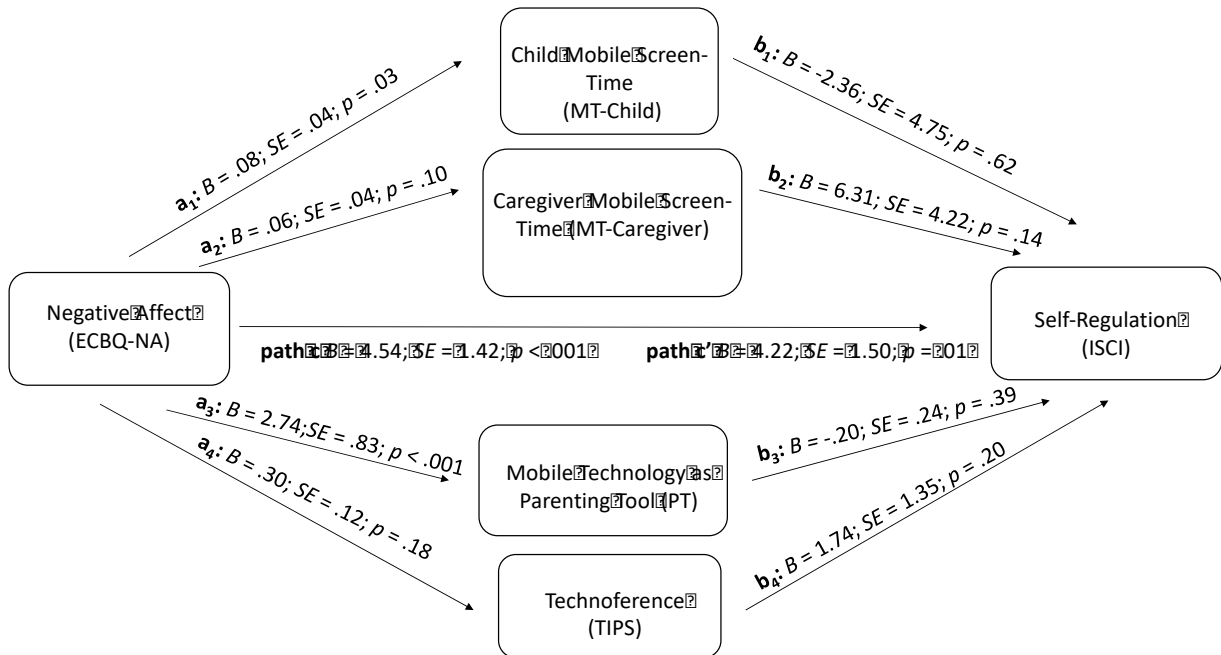 Child Mobile Screen-
Time
(MT-Child)
b1: B = -2.36; SE = 4.75; p = .62
a1: B = .08; SE = .04; p = .03
Caregiver Mobile Screen-
Time (MT-Caregiver)
b2: B = 6.31; SE = 4.22; p = .14
a2: B = .06; SE = .04; p = .10
Negative Affect
(ECBQ-NA)
Self-Regulation
(ISCI)
path c B = 4.54; SE = 1.42; p < 001
path c' B = 4.22; SE = 1.50; p = 01
a3: B = 2.74;SE = .83; p < .001
b3: B = -.20; SE = .24; p = .39
a4: B = .30; SE = .12; p = .18
Mobile Technology as
Parenting Tool (PT)
b4: B = 1.74; SE = 1.35; p = .20
Technoference
(TIPS)